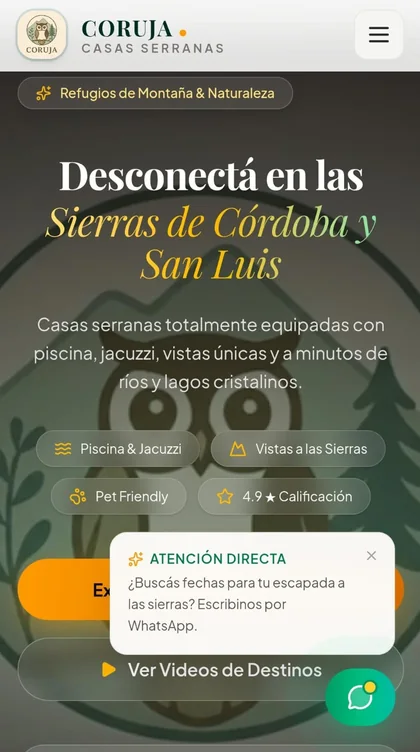 CORUJA
CORUJA
CASAS SERRANAS
Refugios de Montaña & Naturaleza
Desconectá en las
Sierras de Córdoba y
San Luis
Casas serranas totalmente equipadas con
piscina, jacuzzi, vistas únicas y a minutos de
ríos y lagos cristalinos.
Piscina & Jacuzzi
Vistas a las Sierras
Pet Friendly
4.9 ★ Calificación
ATENCIÓN DIRECTA
¿Buscás fechas para tu escapada a
las sierras? Escribinos por
WhatsApp.
Ver Videos de Destinos